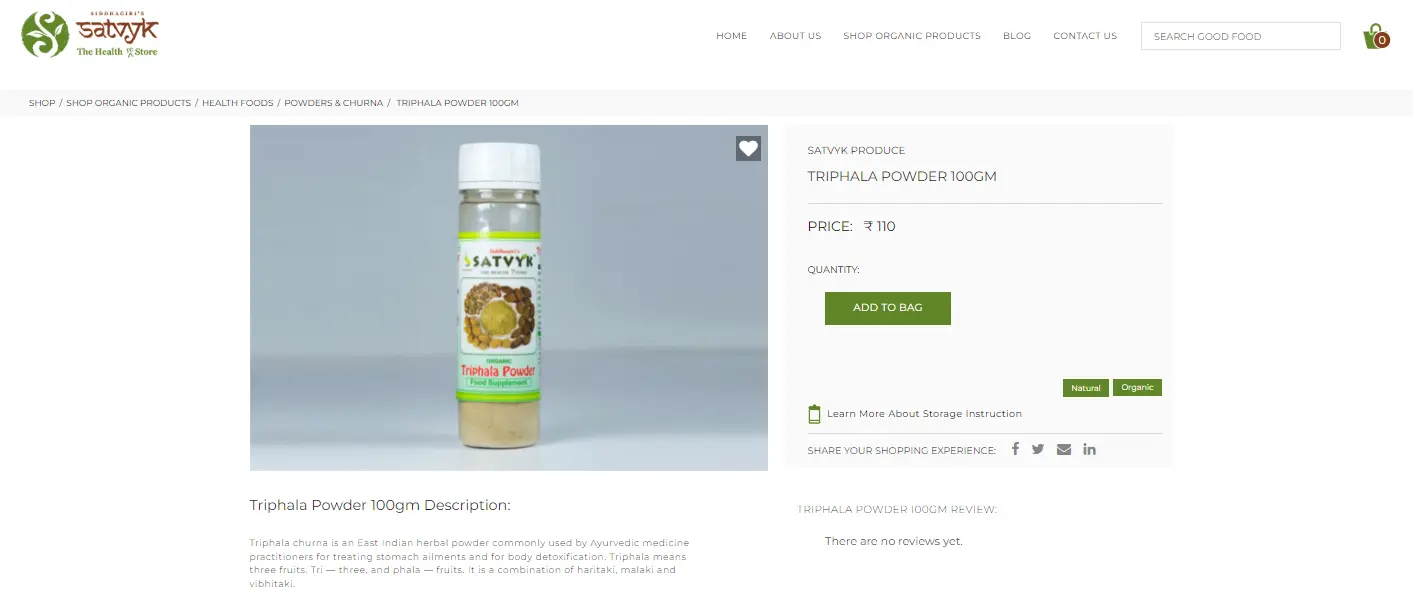 SIDDHAGIRI'S
satvyk
The Health Store
HOME ABOUT US SHOP ORGANIC PRODUCTS BLOG CONTACT US SEARCH GOOD FOOD 0
SHOP / SHOP ORGANIC PRODUCTS / HEALTH FOODS / POWDERS & CHURNA / TRIPHALA POWDER 100GM
SATVYK
ORGANIC
Triphala Powder
Food Supplement
SATVYK PRODUCE
TRIPHALA POWDER 100GM
PRICE: ₹ 110
QUANTITY:
ADD TO BAG
Natural Organic
Learn More About Storage Instruction
SHARE YOUR SHOPPING EXPERIENCE:
Triphala Powder 100gm Description:
Triphala churna is an East Indian herbal powder commonly used by Ayurvedic medicine
practitioners for treating stomach ailments and for body detoxification. Triphala means
three fruits. Tri — three, and phala — fruits. It is a combination of haritaki, malaki and
vibhitaki.
TRIPHALA POWDER 100GM REVIEW:
There are no reviews yet.